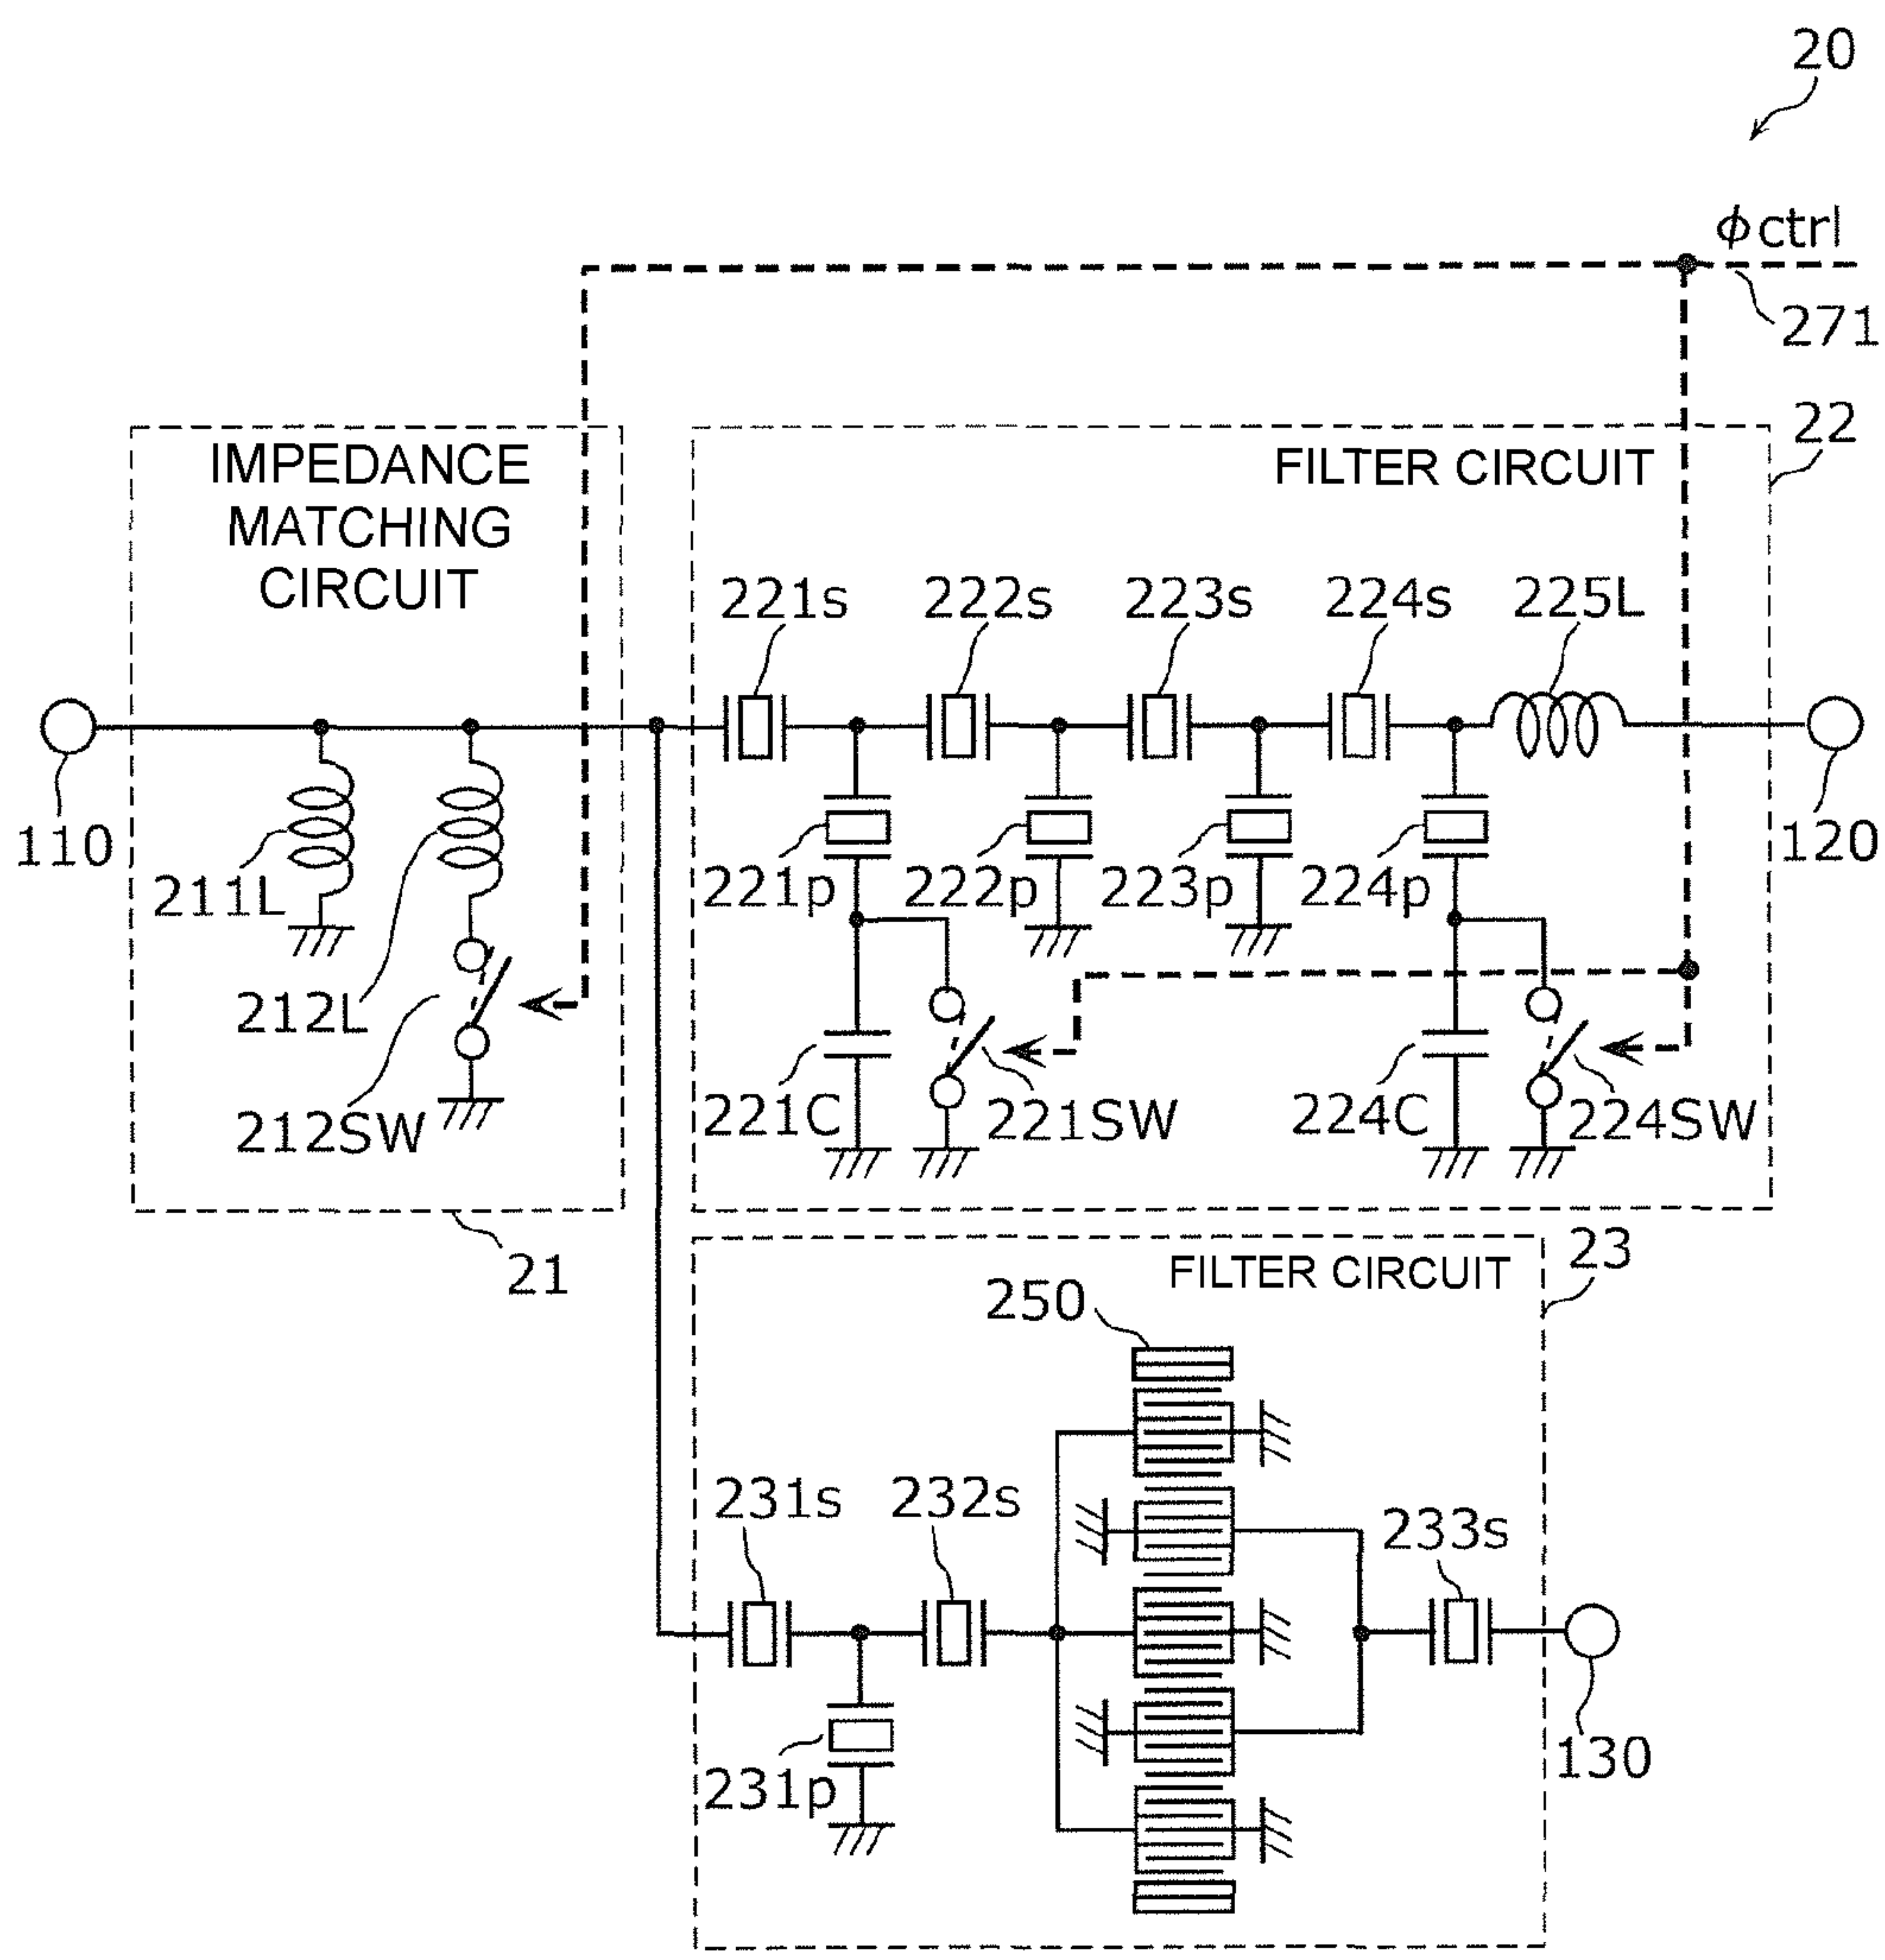 20
ϕctrl
271
22
IMPEDANCE
MATCHING
CIRCUIT
FILTER CIRCUIT
221s
222s
223s
224s
225L
110
120
211L
221p
222p
223p
224p
212L
212SW
221C
221SW
224C
224SW
21
23
FILTER CIRCUIT
250
231s
232s
233s
130
231p